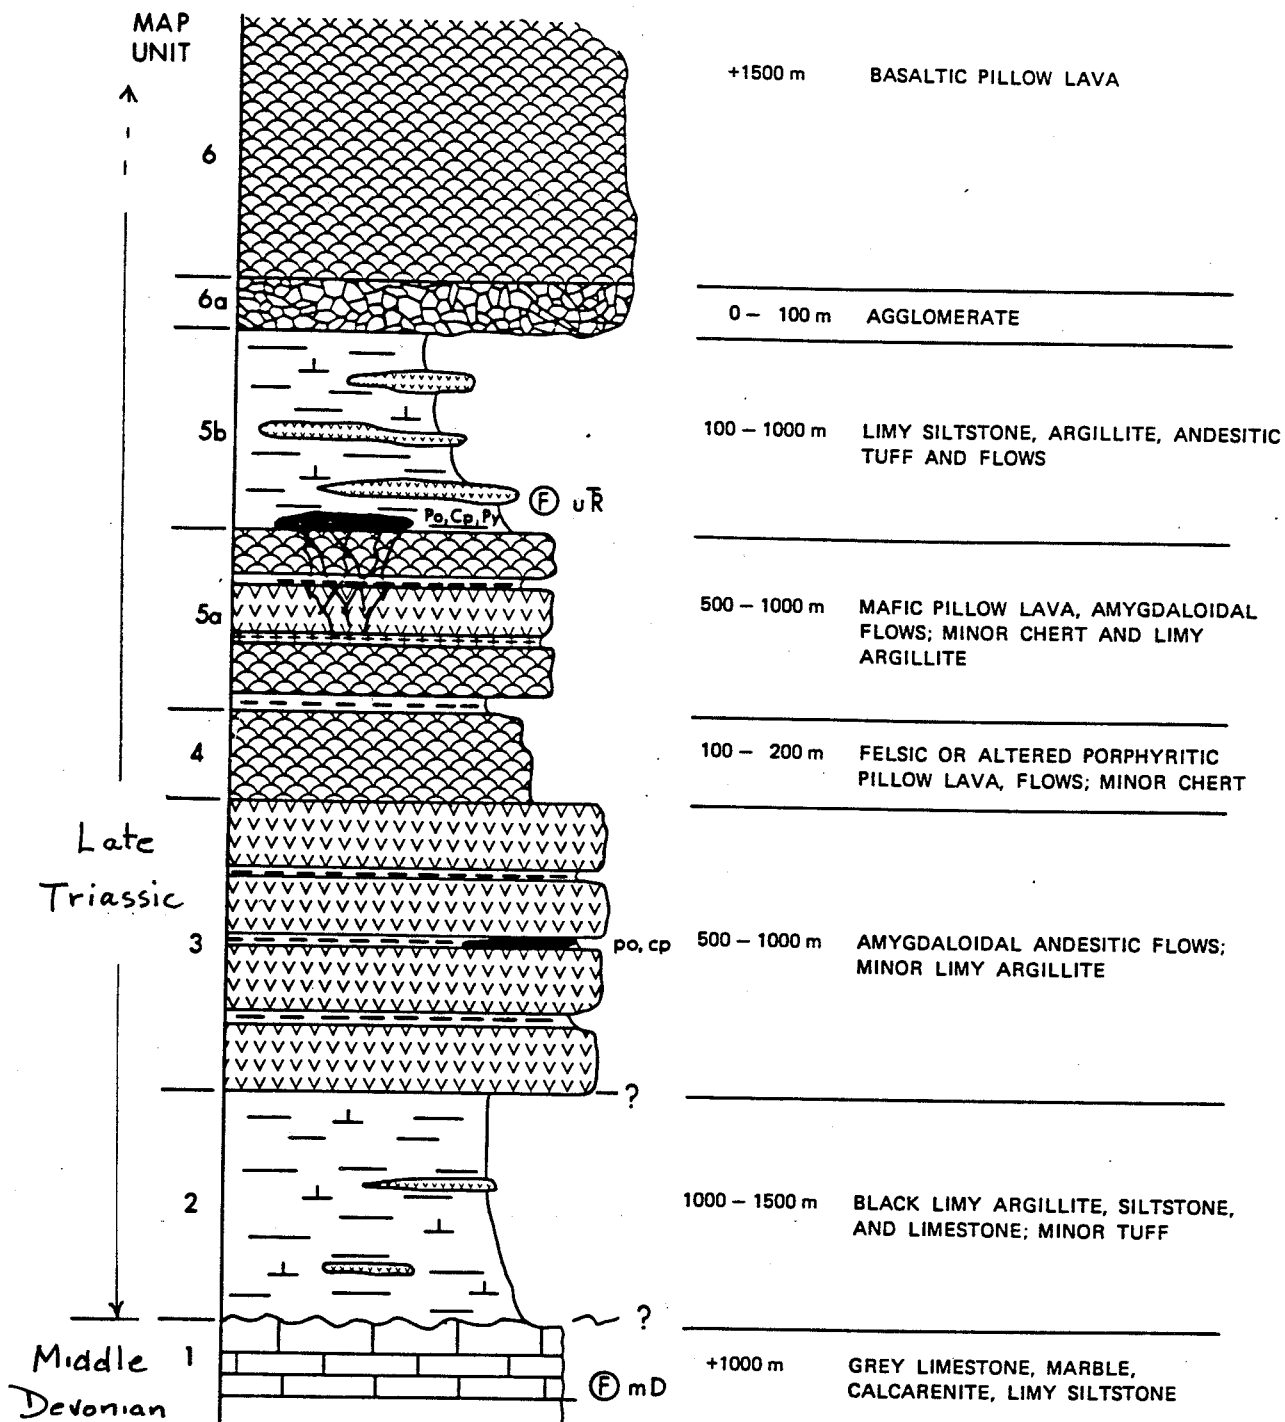 MAP
UNIT
6
+1500 m BASALTIC PILLOW LAVA
6a
0 – 100 m AGGLOMERATE
5b
100 – 1000 m LIMY SILTSTONE, ARGILLITE, ANDESITIC
TUFF AND FLOWS
F uR̄
Po, Cp, Py
5a
500 – 1000 m MAFIC PILLOW LAVA, AMYGDALOIDAL
FLOWS; MINOR CHERT AND LIMY
ARGILLITE
4
100 – 200 m FELSIC OR ALTERED PORPHYRITIC
PILLOW LAVA, FLOWS; MINOR CHERT
Late
Triassic
3
po, cp
500 – 1000 m AMYGDALOIDAL ANDESITIC FLOWS;
MINOR LIMY ARGILLITE
?
2
1000 – 1500 m BLACK LIMY ARGILLITE, SILTSTONE,
AND LIMESTONE; MINOR TUFF
?
Middle
Devonian
1
F mD
+1000 m GREY LIMESTONE, MARBLE,
CALCARENITE, LIMY SILTSTONE